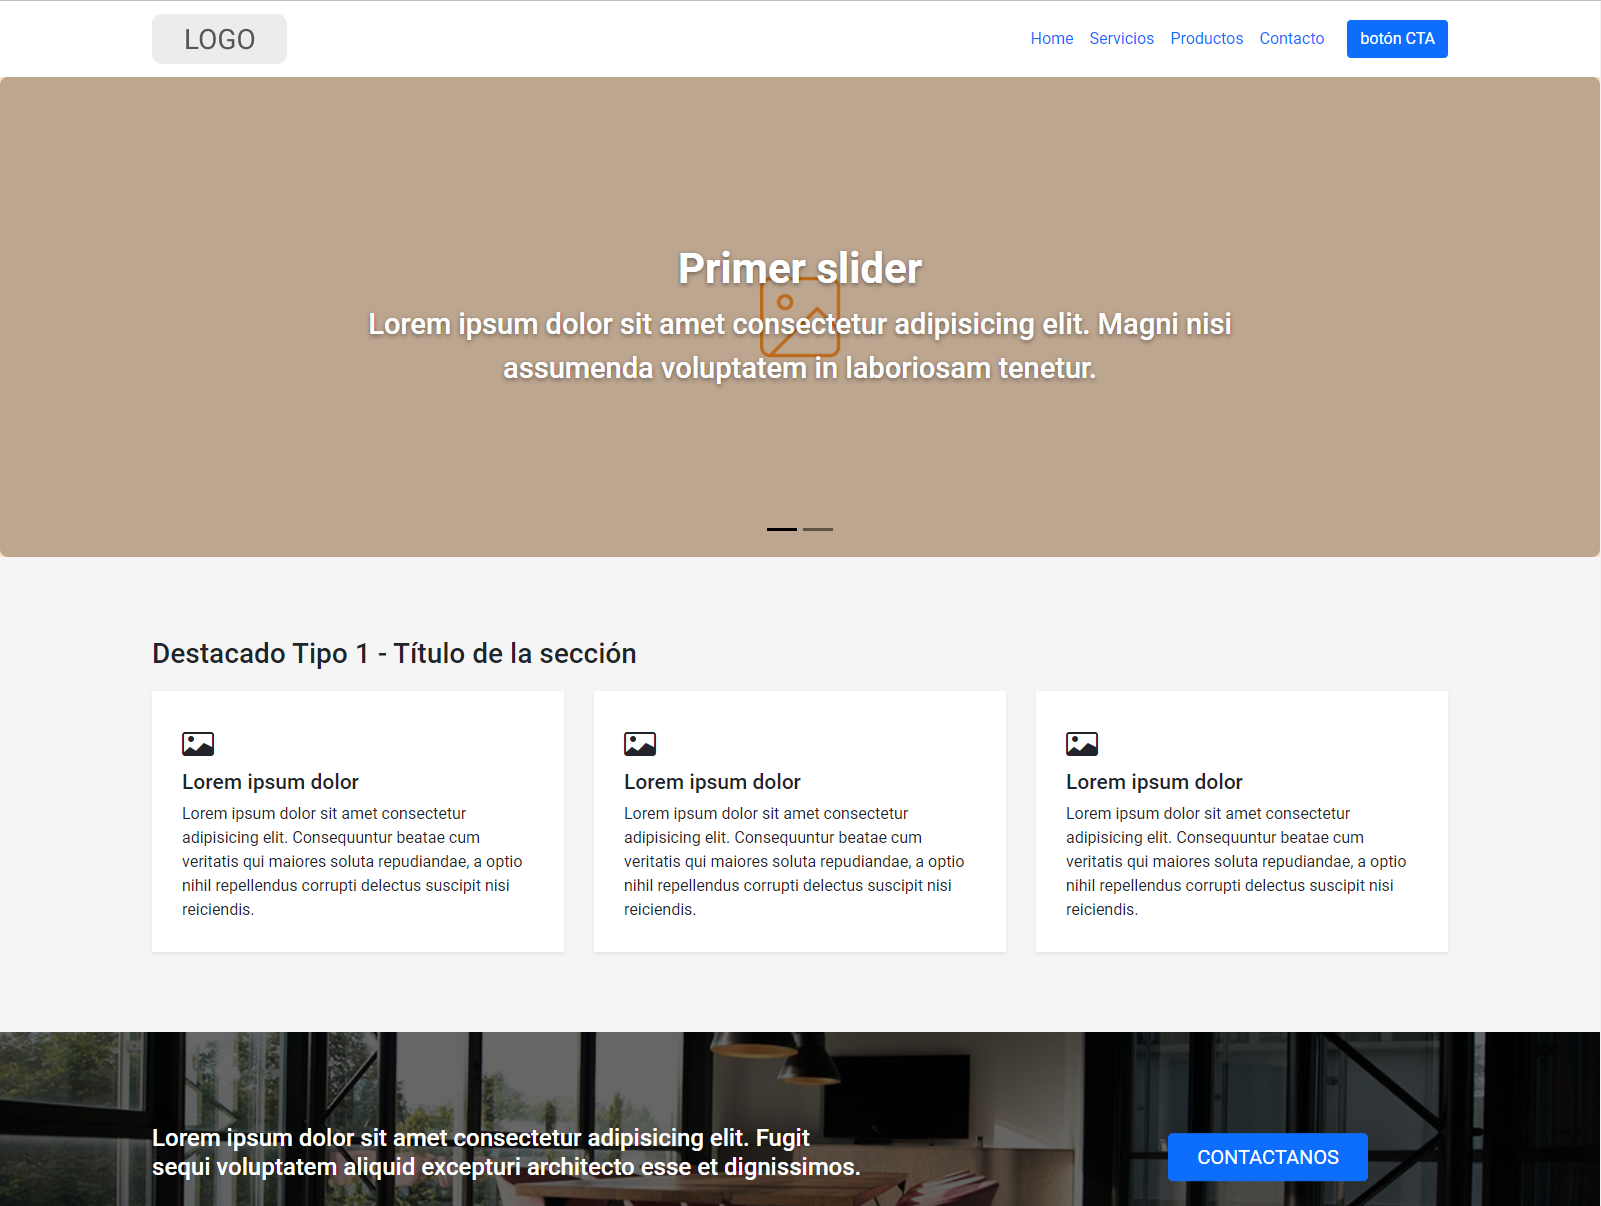 LOGO
Home Servicios Productos Contacto botón CTA
Primer slider
Lorem ipsum dolor sit amet consectetur adipisicing elit. Magni nisi
assumenda voluptatem in laboriosam tenetur.
Destacado Tipo 1 - Título de la sección
Lorem ipsum dolor
Lorem ipsum dolor sit amet consectetur
adipisicing elit. Consequuntur beatae cum
veritatis qui maiores soluta repudiandae, a optio
nihil repellendus corrupti delectus suscipit nisi
reiciendis.
Lorem ipsum dolor
Lorem ipsum dolor sit amet consectetur
adipisicing elit. Consequuntur beatae cum
veritatis qui maiores soluta repudiandae, a optio
nihil repellendus corrupti delectus suscipit nisi
reiciendis.
Lorem ipsum dolor
Lorem ipsum dolor sit amet consectetur
adipisicing elit. Consequuntur beatae cum
veritatis qui maiores soluta repudiandae, a optio
nihil repellendus corrupti delectus suscipit nisi
reiciendis.
Lorem ipsum dolor sit amet consectetur adipisicing elit. Fugit
sequi voluptatem aliquid excepturi architecto esse et dignissimos.
CONTACTANOS